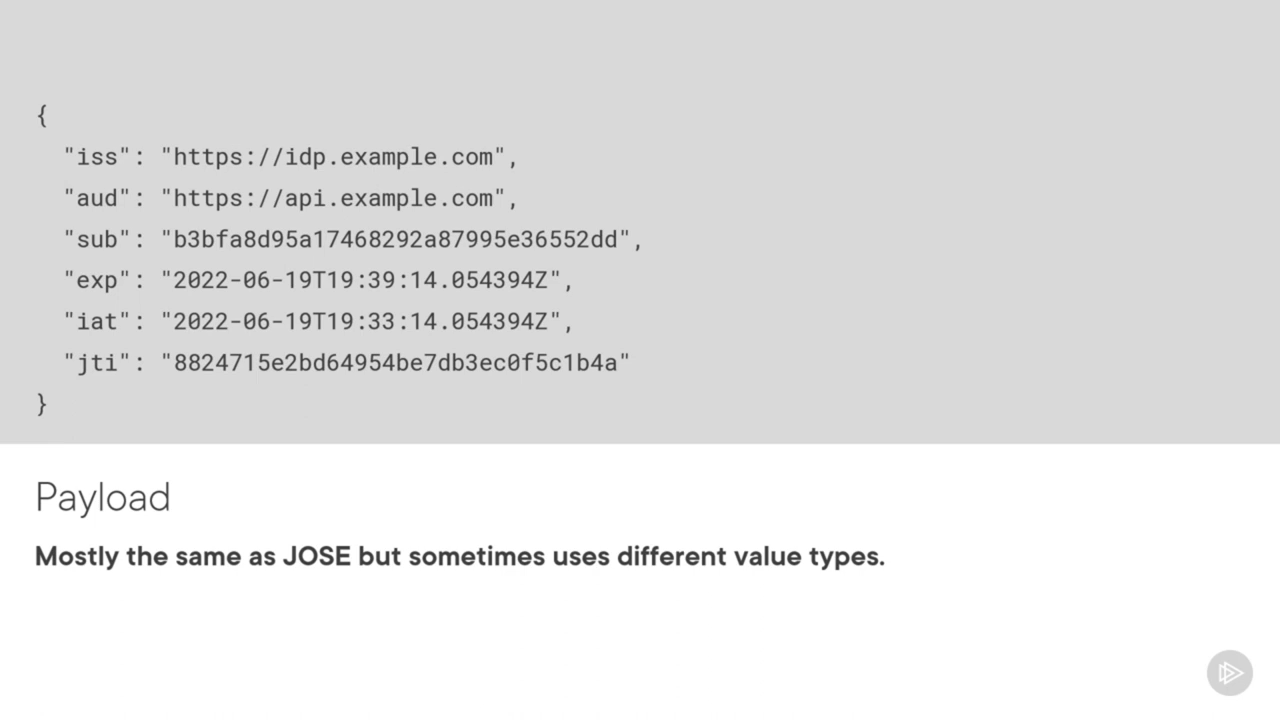 {
  "iss": "https://idp.example.com",
  "aud": "https://api.example.com",
  "sub": "b3bfa8d95a17468292a87995e36552dd",
  "exp": "2022-06-19T19:39:14.054394Z",
  "iat": "2022-06-19T19:33:14.054394Z",
  "jti": "8824715e2bd64954be7db3ec0f5c1b4a"
}
Payload
Mostly the same as JOSE but sometimes uses different value types.